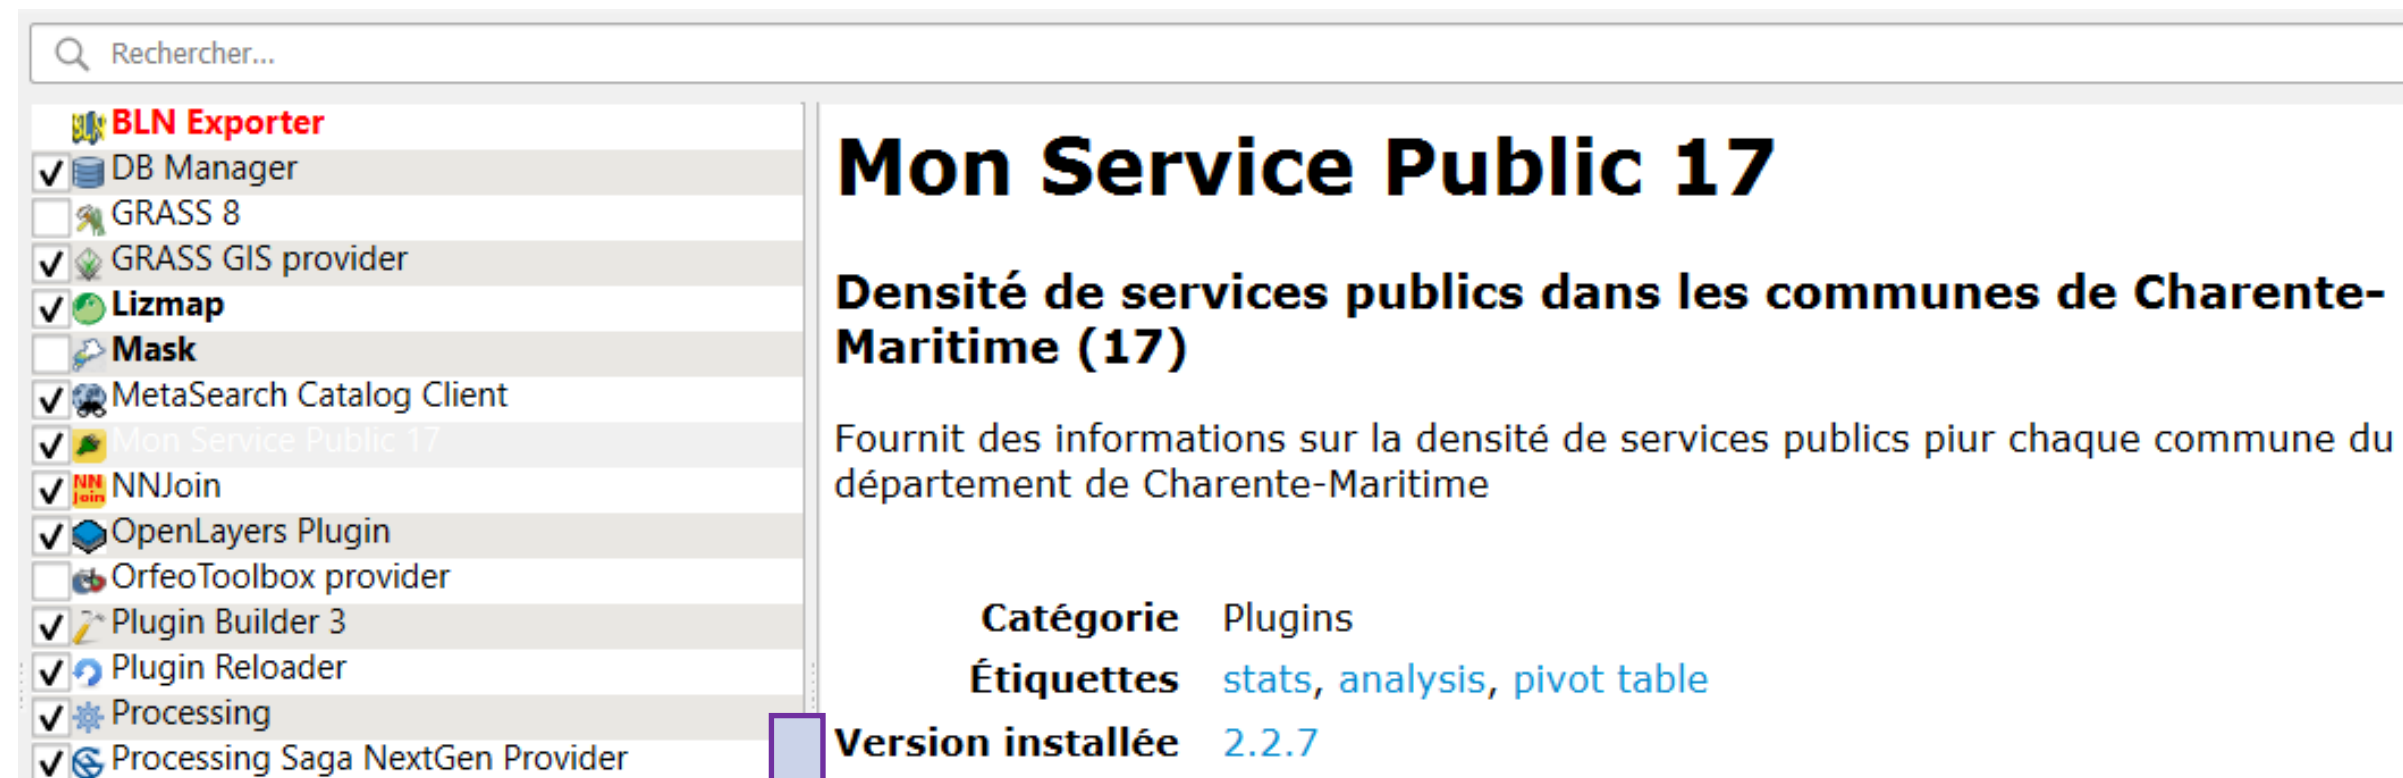 Rechercher...
BLN Exporter
DB Manager
GRASS 8
GRASS GIS provider
Lizmap
Mask
MetaSearch Catalog Client
Mon Service Public 17
NNJoin
OpenLayers Plugin
OrfeoToolbox provider
Plugin Builder 3
Plugin Reloader
Processing
Processing Saga NextGen Provider
Mon Service Public 17
Densité de services publics dans les communes de Charente-
Maritime (17)
Fournit des informations sur la densité de services publics piur chaque commune du
département de Charente-Maritime
Catégorie Plugins
Étiquettes stats, analysis, pivot table
Version installée 2.2.7